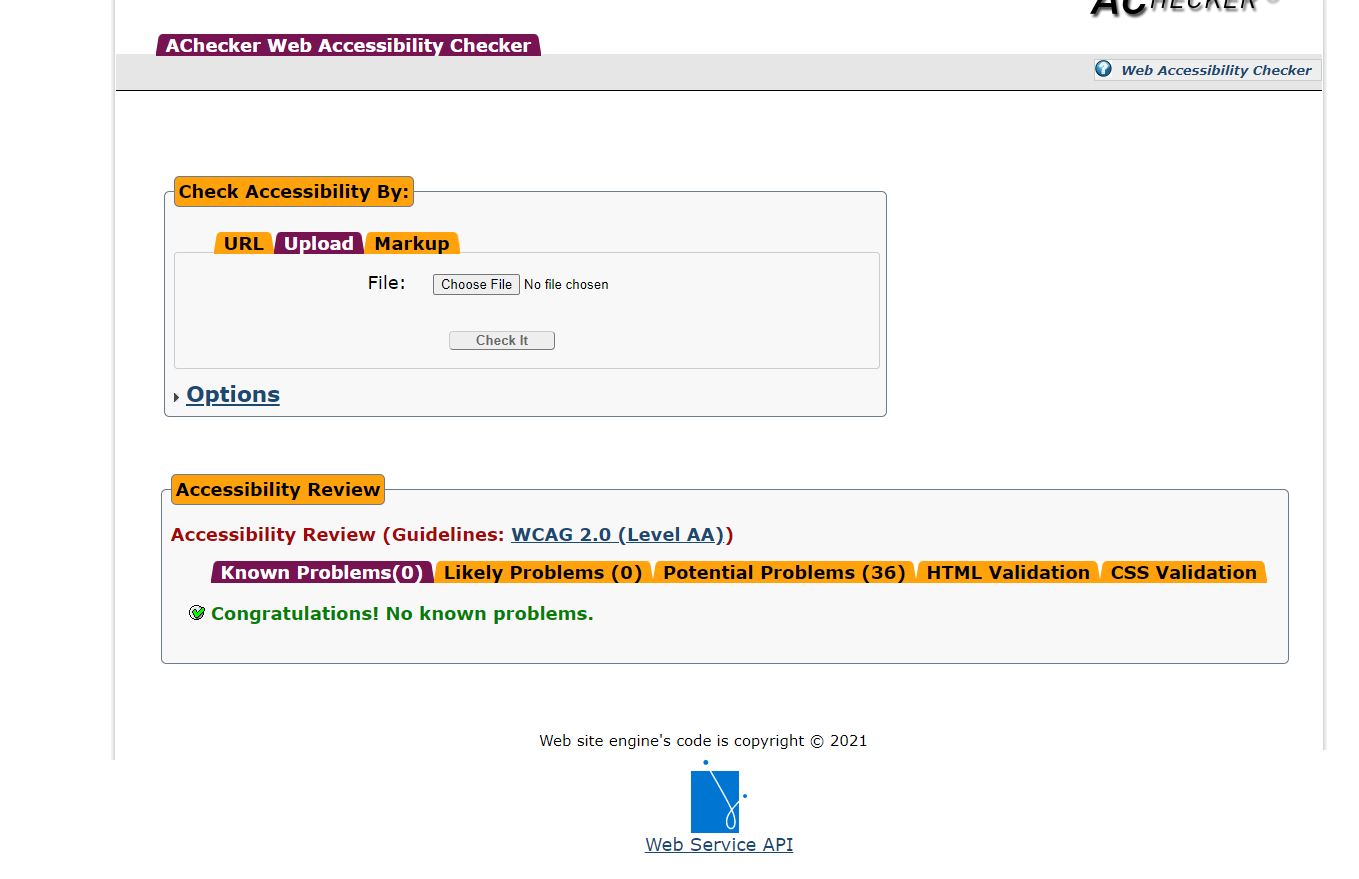 ACHECKER ®
AChecker Web Accessibility Checker
Web Accessibility Checker
Check Accessibility By:
URL Upload Markup
File: Choose File No file chosen
Check It
Options
Accessibility Review
Accessibility Review (Guidelines: WCAG 2.0 (Level AA))
Known Problems(0) Likely Problems (0) Potential Problems (36) HTML Validation CSS Validation
Congratulations! No known problems.
Web site engine's code is copyright © 2021
Web Service API